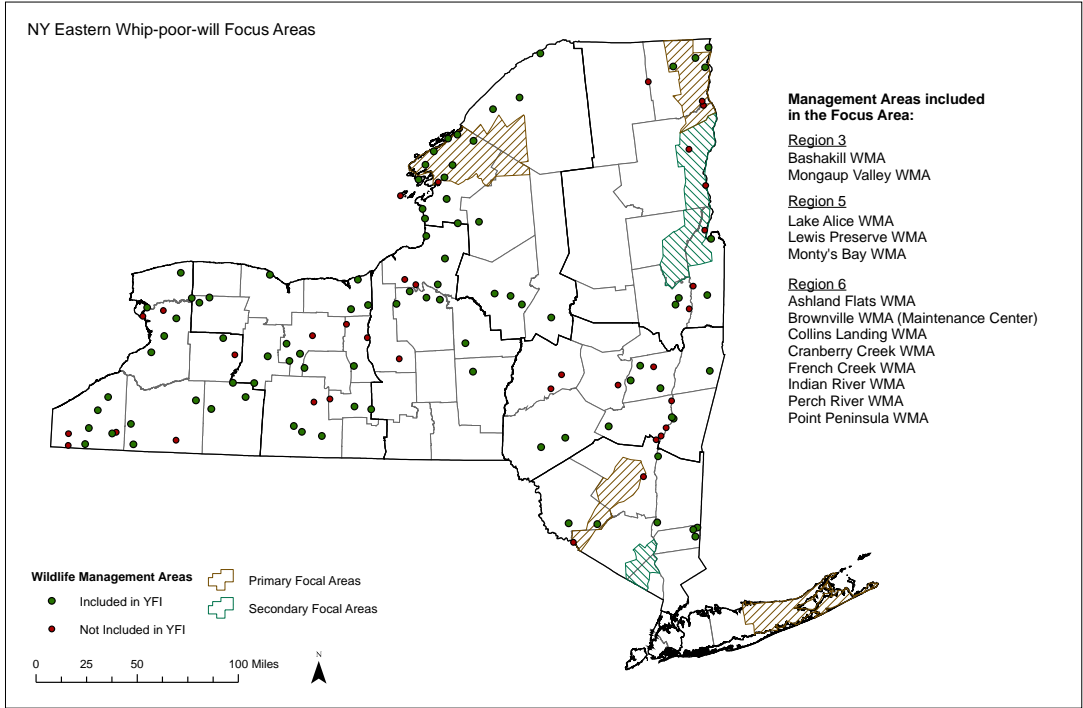 NY Eastern Whip-poor-will Focus Areas
Management Areas included
in the Focus Area:
Region 3
Bashakill WMA
Mongaup Valley WMA
Region 5
Lake Alice WMA
Lewis Preserve WMA
Monty's Bay WMA
Region 6
Ashland Flats WMA
Brownville WMA (Maintenance Center)
Collins Landing WMA
Cranberry Creek WMA
French Creek WMA
Indian River WMA
Perch River WMA
Point Peninsula WMA
Wildlife Management Areas
Included in YFI
Not Included in YFI
Primary Focal Areas
Secondary Focal Areas
0 25 50 100 Miles
N